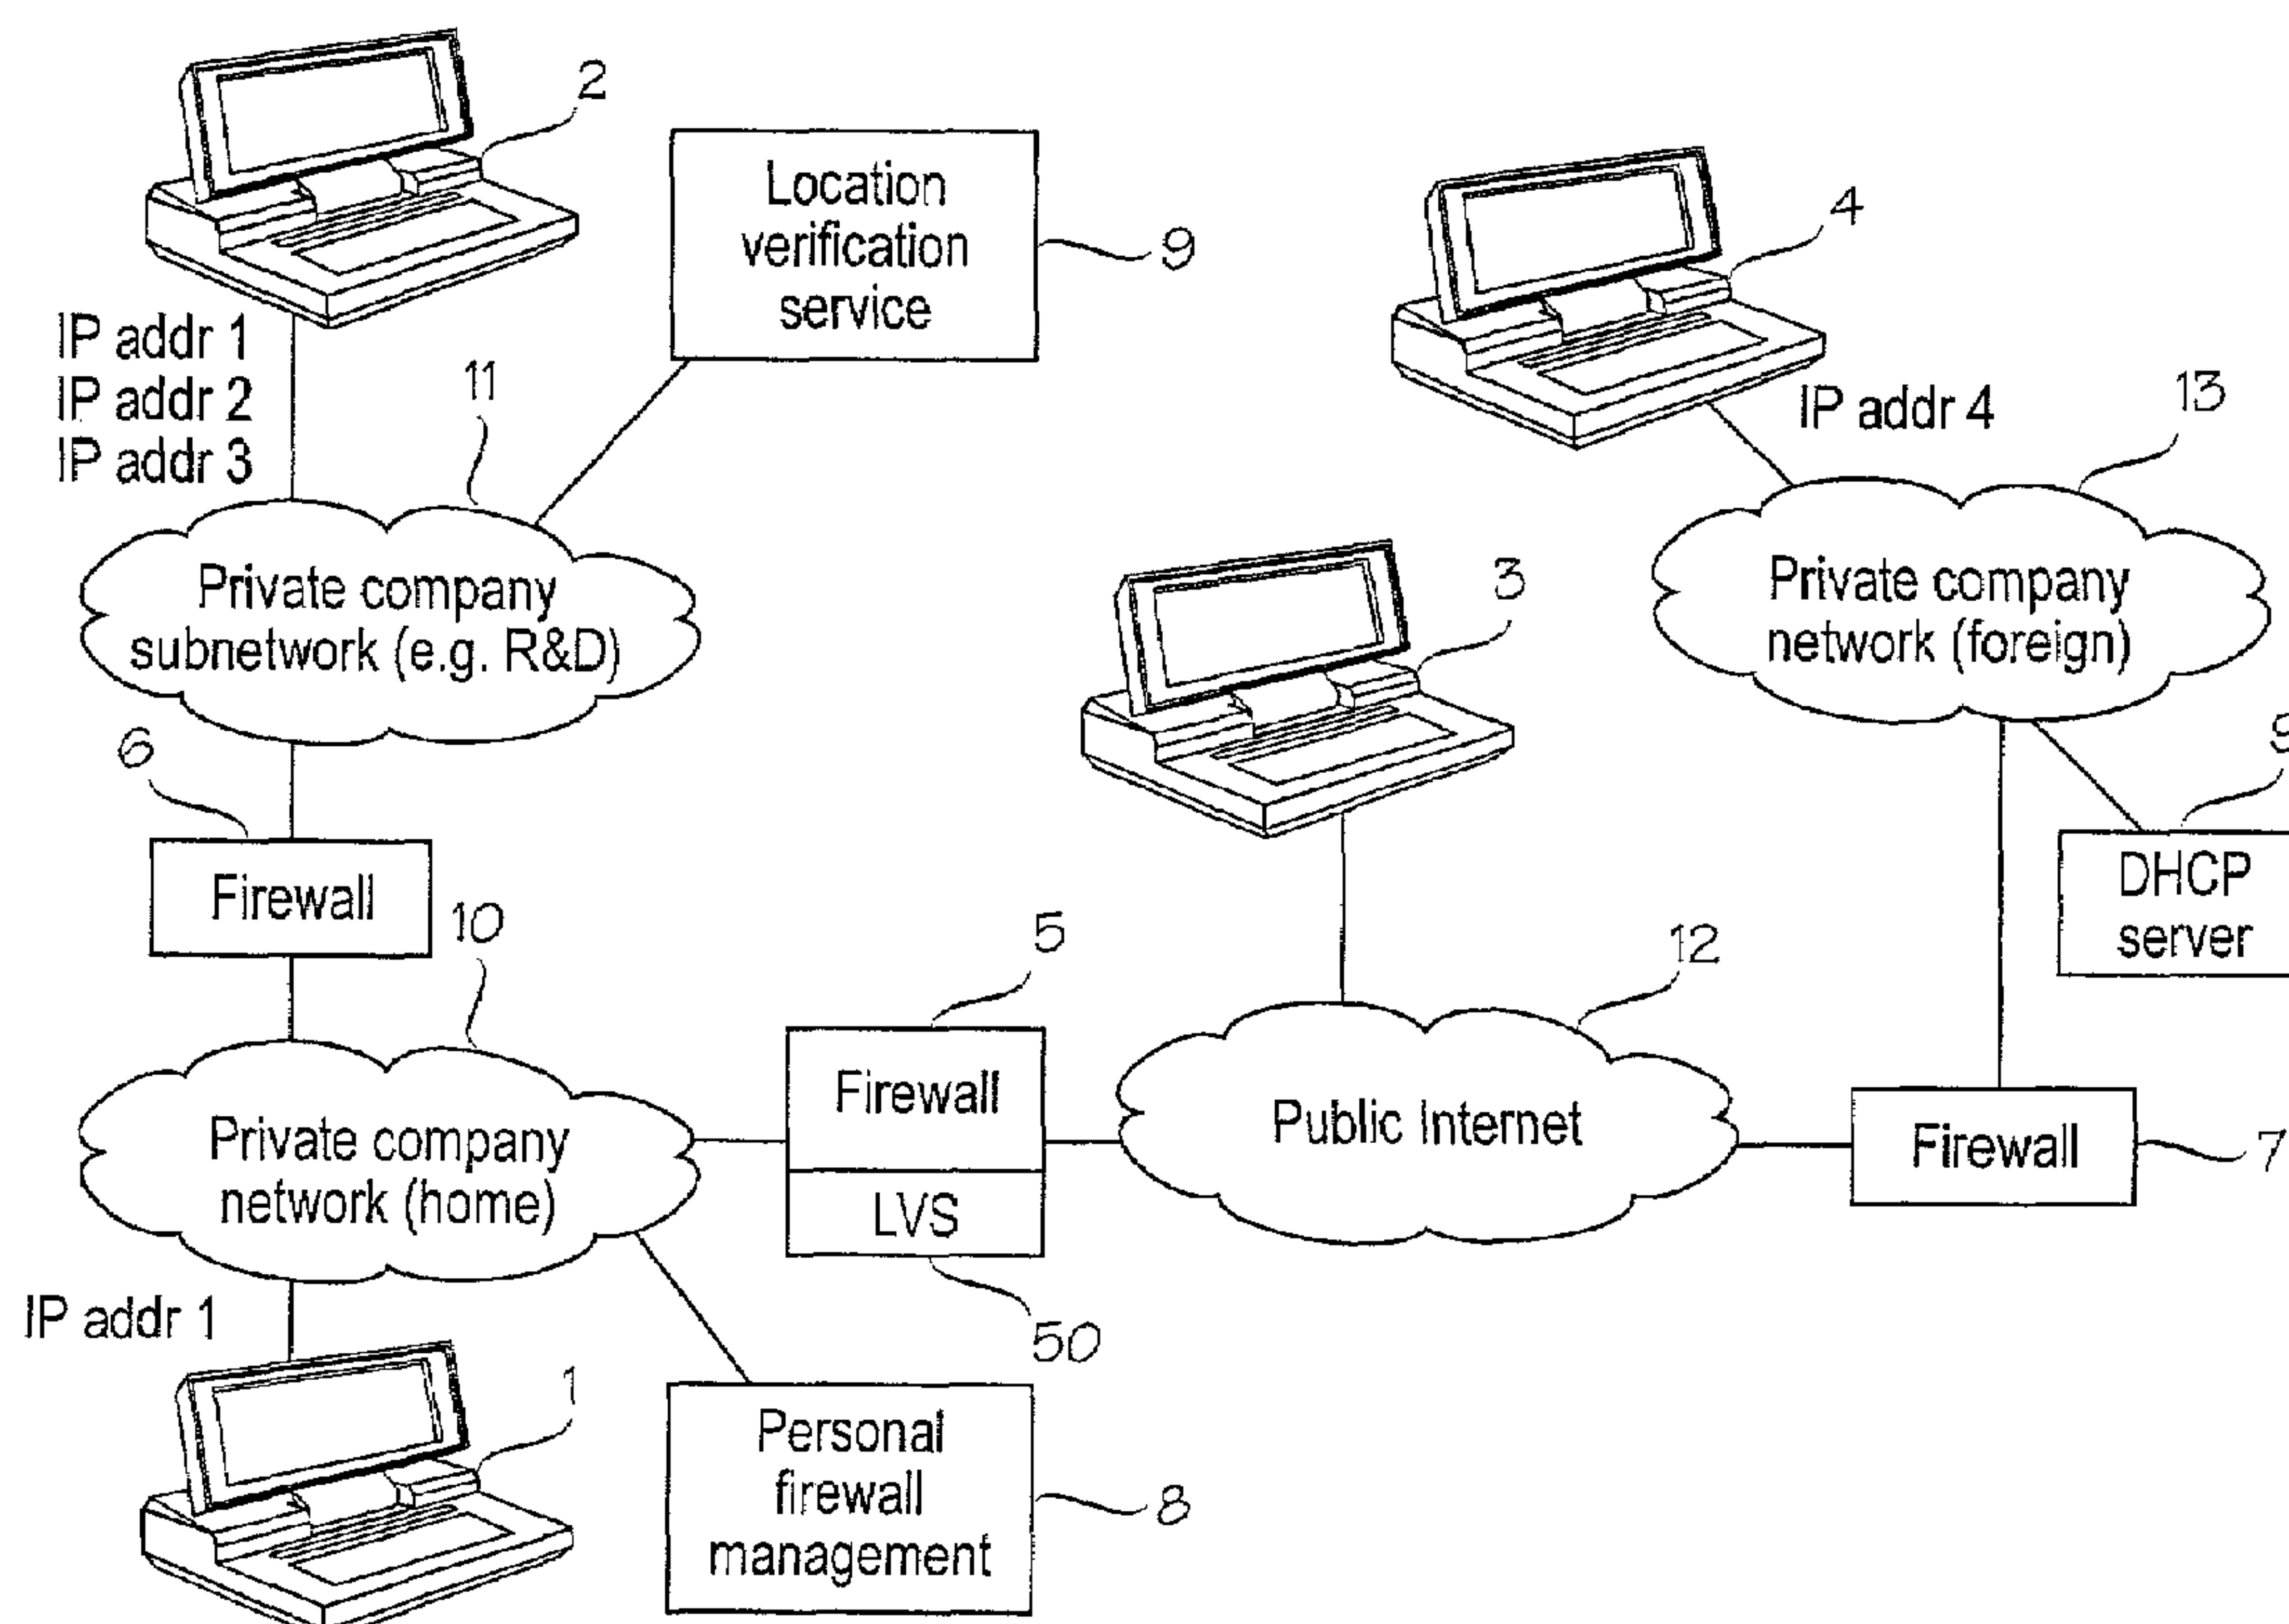 2
Location
verification
service
9
4
IP addr 1
IP addr 2
IP addr 3
11
IP addr 4
13
Private company
subnetwork (e.g. R&D)
3
Private company
network (foreign)
6
Firewall
DHCP
server
10
5
12
Firewall
LVS
50
Public Internet
Firewall
7
Private company
network (home)
IP addr 1
1
Personal
firewall
management
8